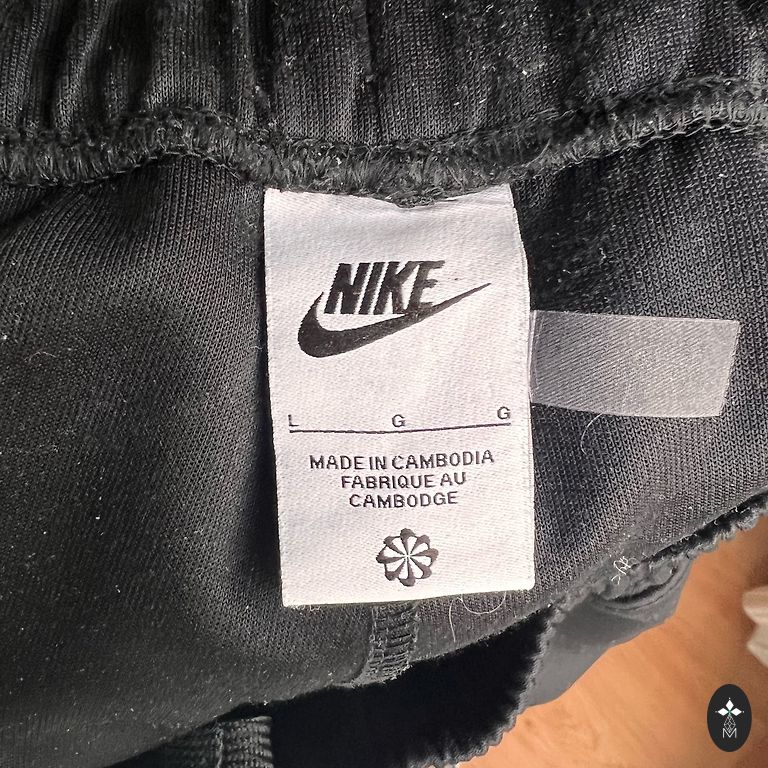 NIKE
L G G
MADE IN CAMBODIA
FABRIQUE AU
CAMBODGE
M